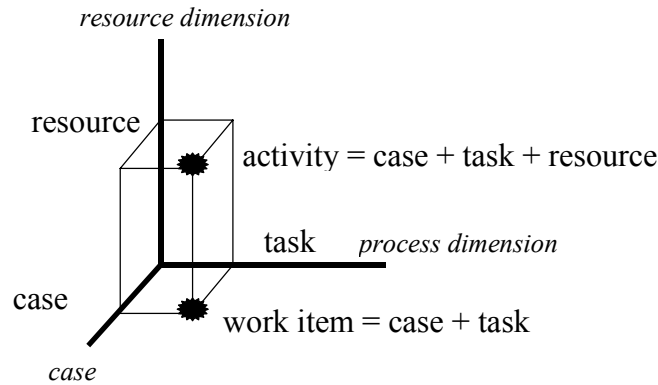 resource dimension
resource
activity = case + task + resource
task process dimension
case
work item = case + task
case